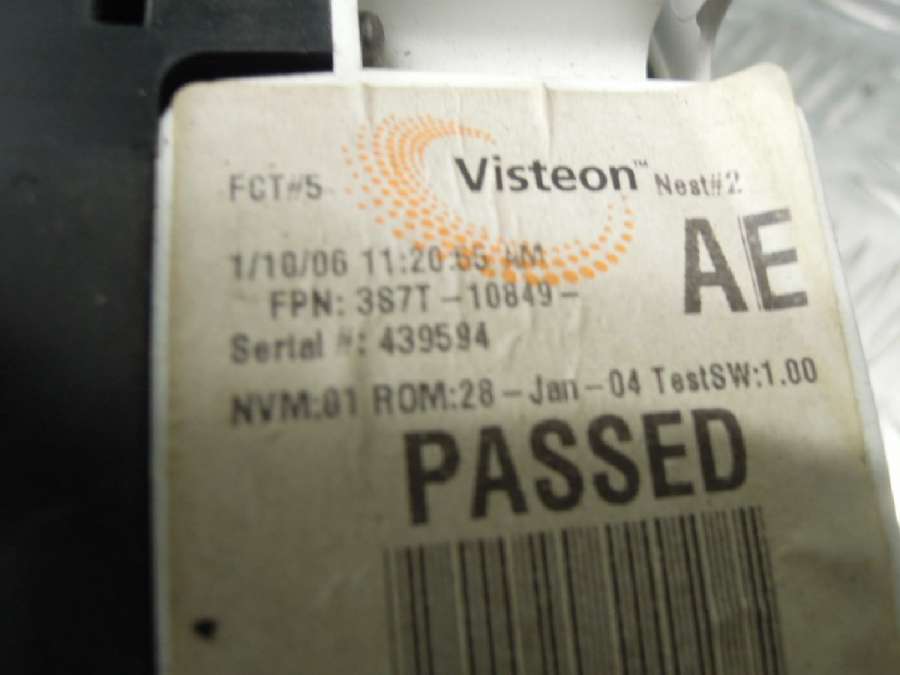 Visteon™
FCT#5 Nest#2
AE
1/10/06 11:20:55 AM
FPN: 3S7T-10849-
Serial #: 439594
NVM:01 ROM:28-Jan-04 TestSW:1.00
PASSED